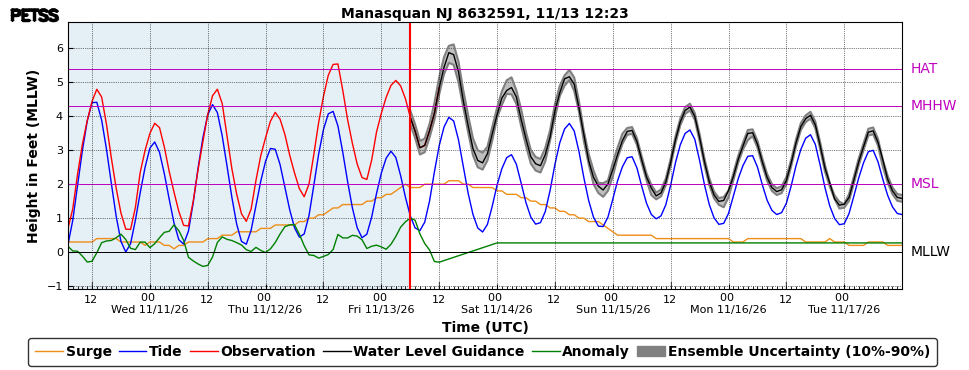 PETSS
Manasquan NJ 8632591, 11/13 12:23
Height in Feet (MLLW)
6
5
4
3
2
1
0
−1
HAT
MHHW
MSL
MLLW
12 00 12 00 12 00 12 00 12 00 12 00 12 00
Wed 11/11/26 Thu 11/12/26 Fri 11/13/26 Sat 11/14/26 Sun 11/15/26 Mon 11/16/26 Tue 11/17/26
Time (UTC)
Surge Tide Observation Water Level Guidance Anomaly Ensemble Uncertainty (10%-90%)